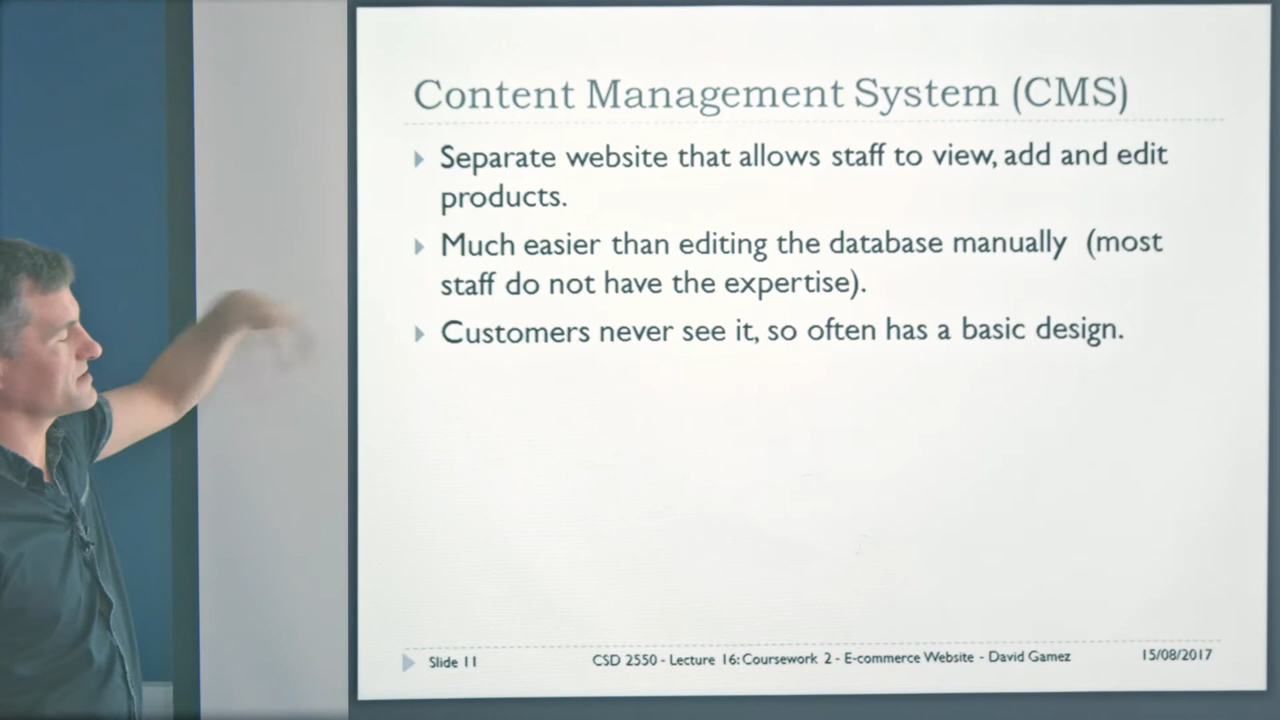 Content Management System (CMS)
Separate website that allows staff to view, add and edit
products.
Much easier than editing the database manually (most
staff do not have the expertise).
Customers never see it, so often has a basic design.
Slide 11
CSD 2550 - Lecture 16: Coursework 2 - E-commerce Website - David Gamez
15/08/2017